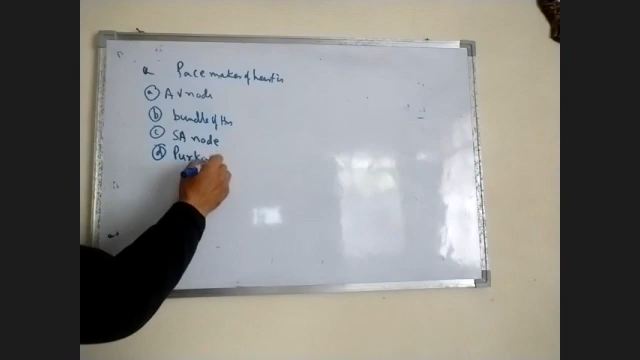 Q. Pace maker of heart is
(a) A V node
(b) bundle of His
(c) SA node
(d) Purk